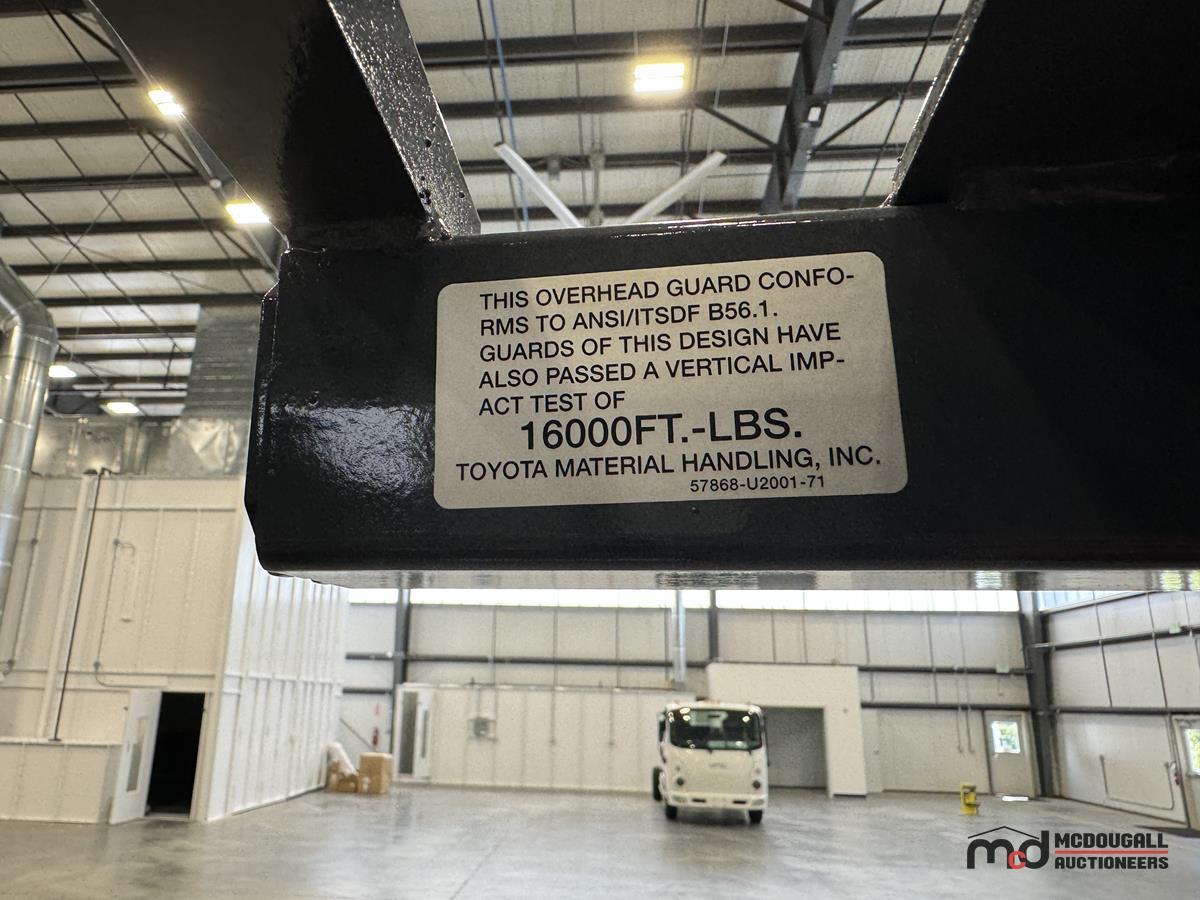 THIS OVERHEAD GUARD CONFO-
RMS TO ANSI/ITSDF B56.1.
GUARDS OF THIS DESIGN HAVE
ALSO PASSED A VERTICAL IMP-
ACT TEST OF
16000FT.-LBS.
TOYOTA MATERIAL HANDLING, INC.
57868-U2001-71
mcd MCDOUGALL
AUCTIONEERS